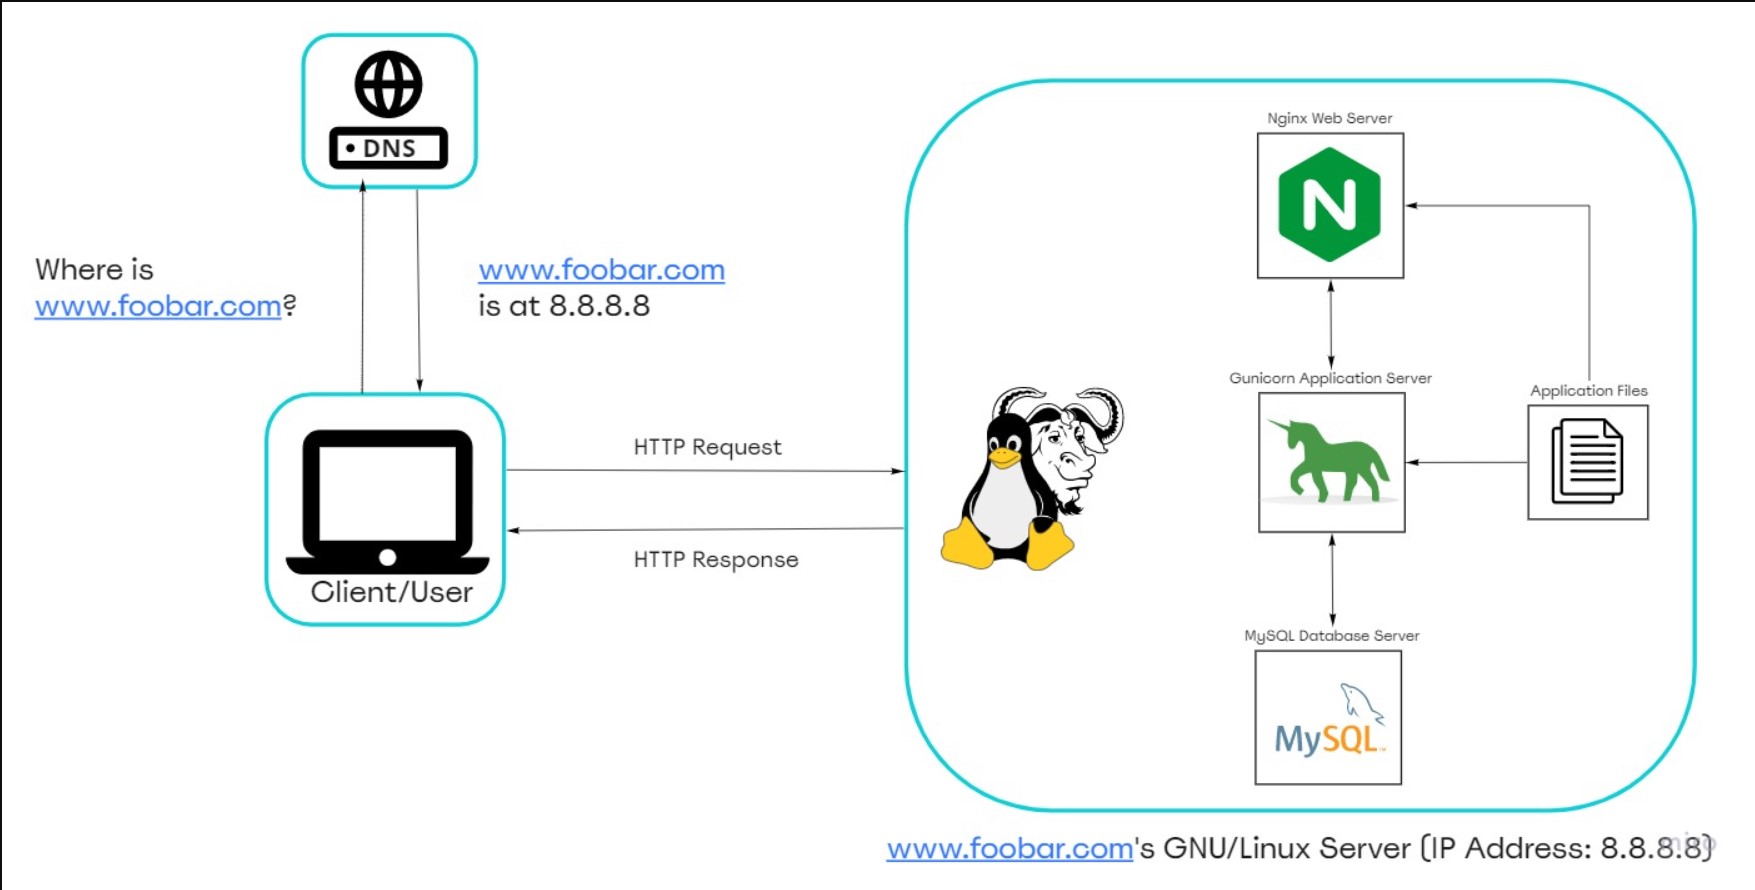 DNS
Where is
www.foobar.com?
www.foobar.com
is at 8.8.8.8
Client/User
HTTP Request
HTTP Response
Nginx Web Server
N
Gunicorn Application Server
Application Files
MySQL Database Server
MySQL
www.foobar.com's GNU/Linux Server (IP Address: 8.8.8.8)
miro